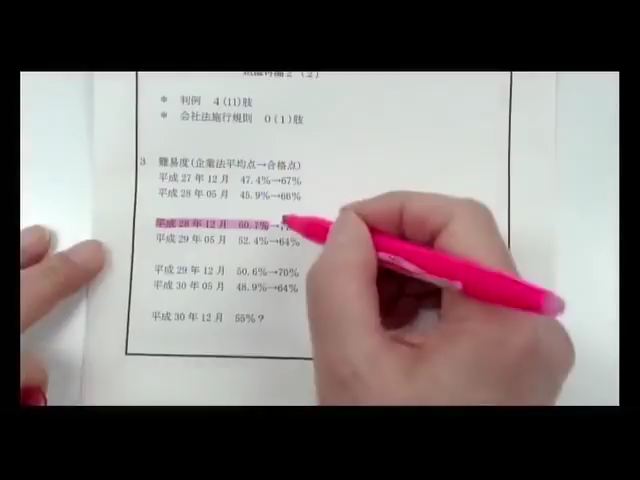 * 判例 4(11)肢
* 会社法施行規則 0(1)肢
3 難易度(企業法平均点→合格点)
平成27年12月 47.4%→67%
平成28年05月 45.9%→66%
平成28年12月 60.7%→
平成29年05月 52.4%→64%
平成29年12月 50.6%→70%
平成30年05月 48.9%→64%
平成30年12月 55%?